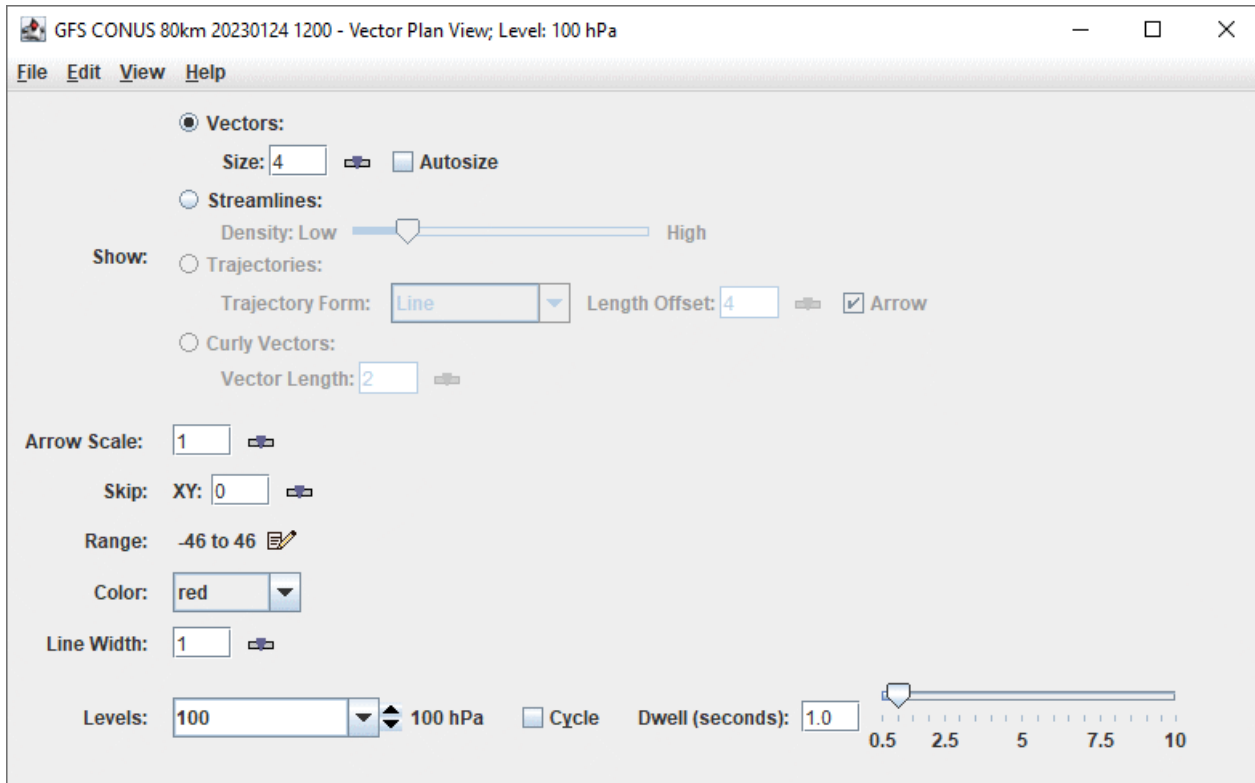 GFS CONUS 80km 20230124 1200 - Vector Plan View; Level: 100 hPa
File Edit View Help
Vectors:
Size: 4 Autosize
Streamlines:
Density: Low High
Show:
Trajectories:
Trajectory Form: Line Length Offset: 4 Arrow
Curly Vectors:
Vector Length: 2
Arrow Scale: 1
Skip: XY: 0
Range: -46 to 46
Color: red
Line Width: 1
Levels: 100 100 hPa Cycle Dwell (seconds): 1.0
0.5 2.5 5 7.5 10